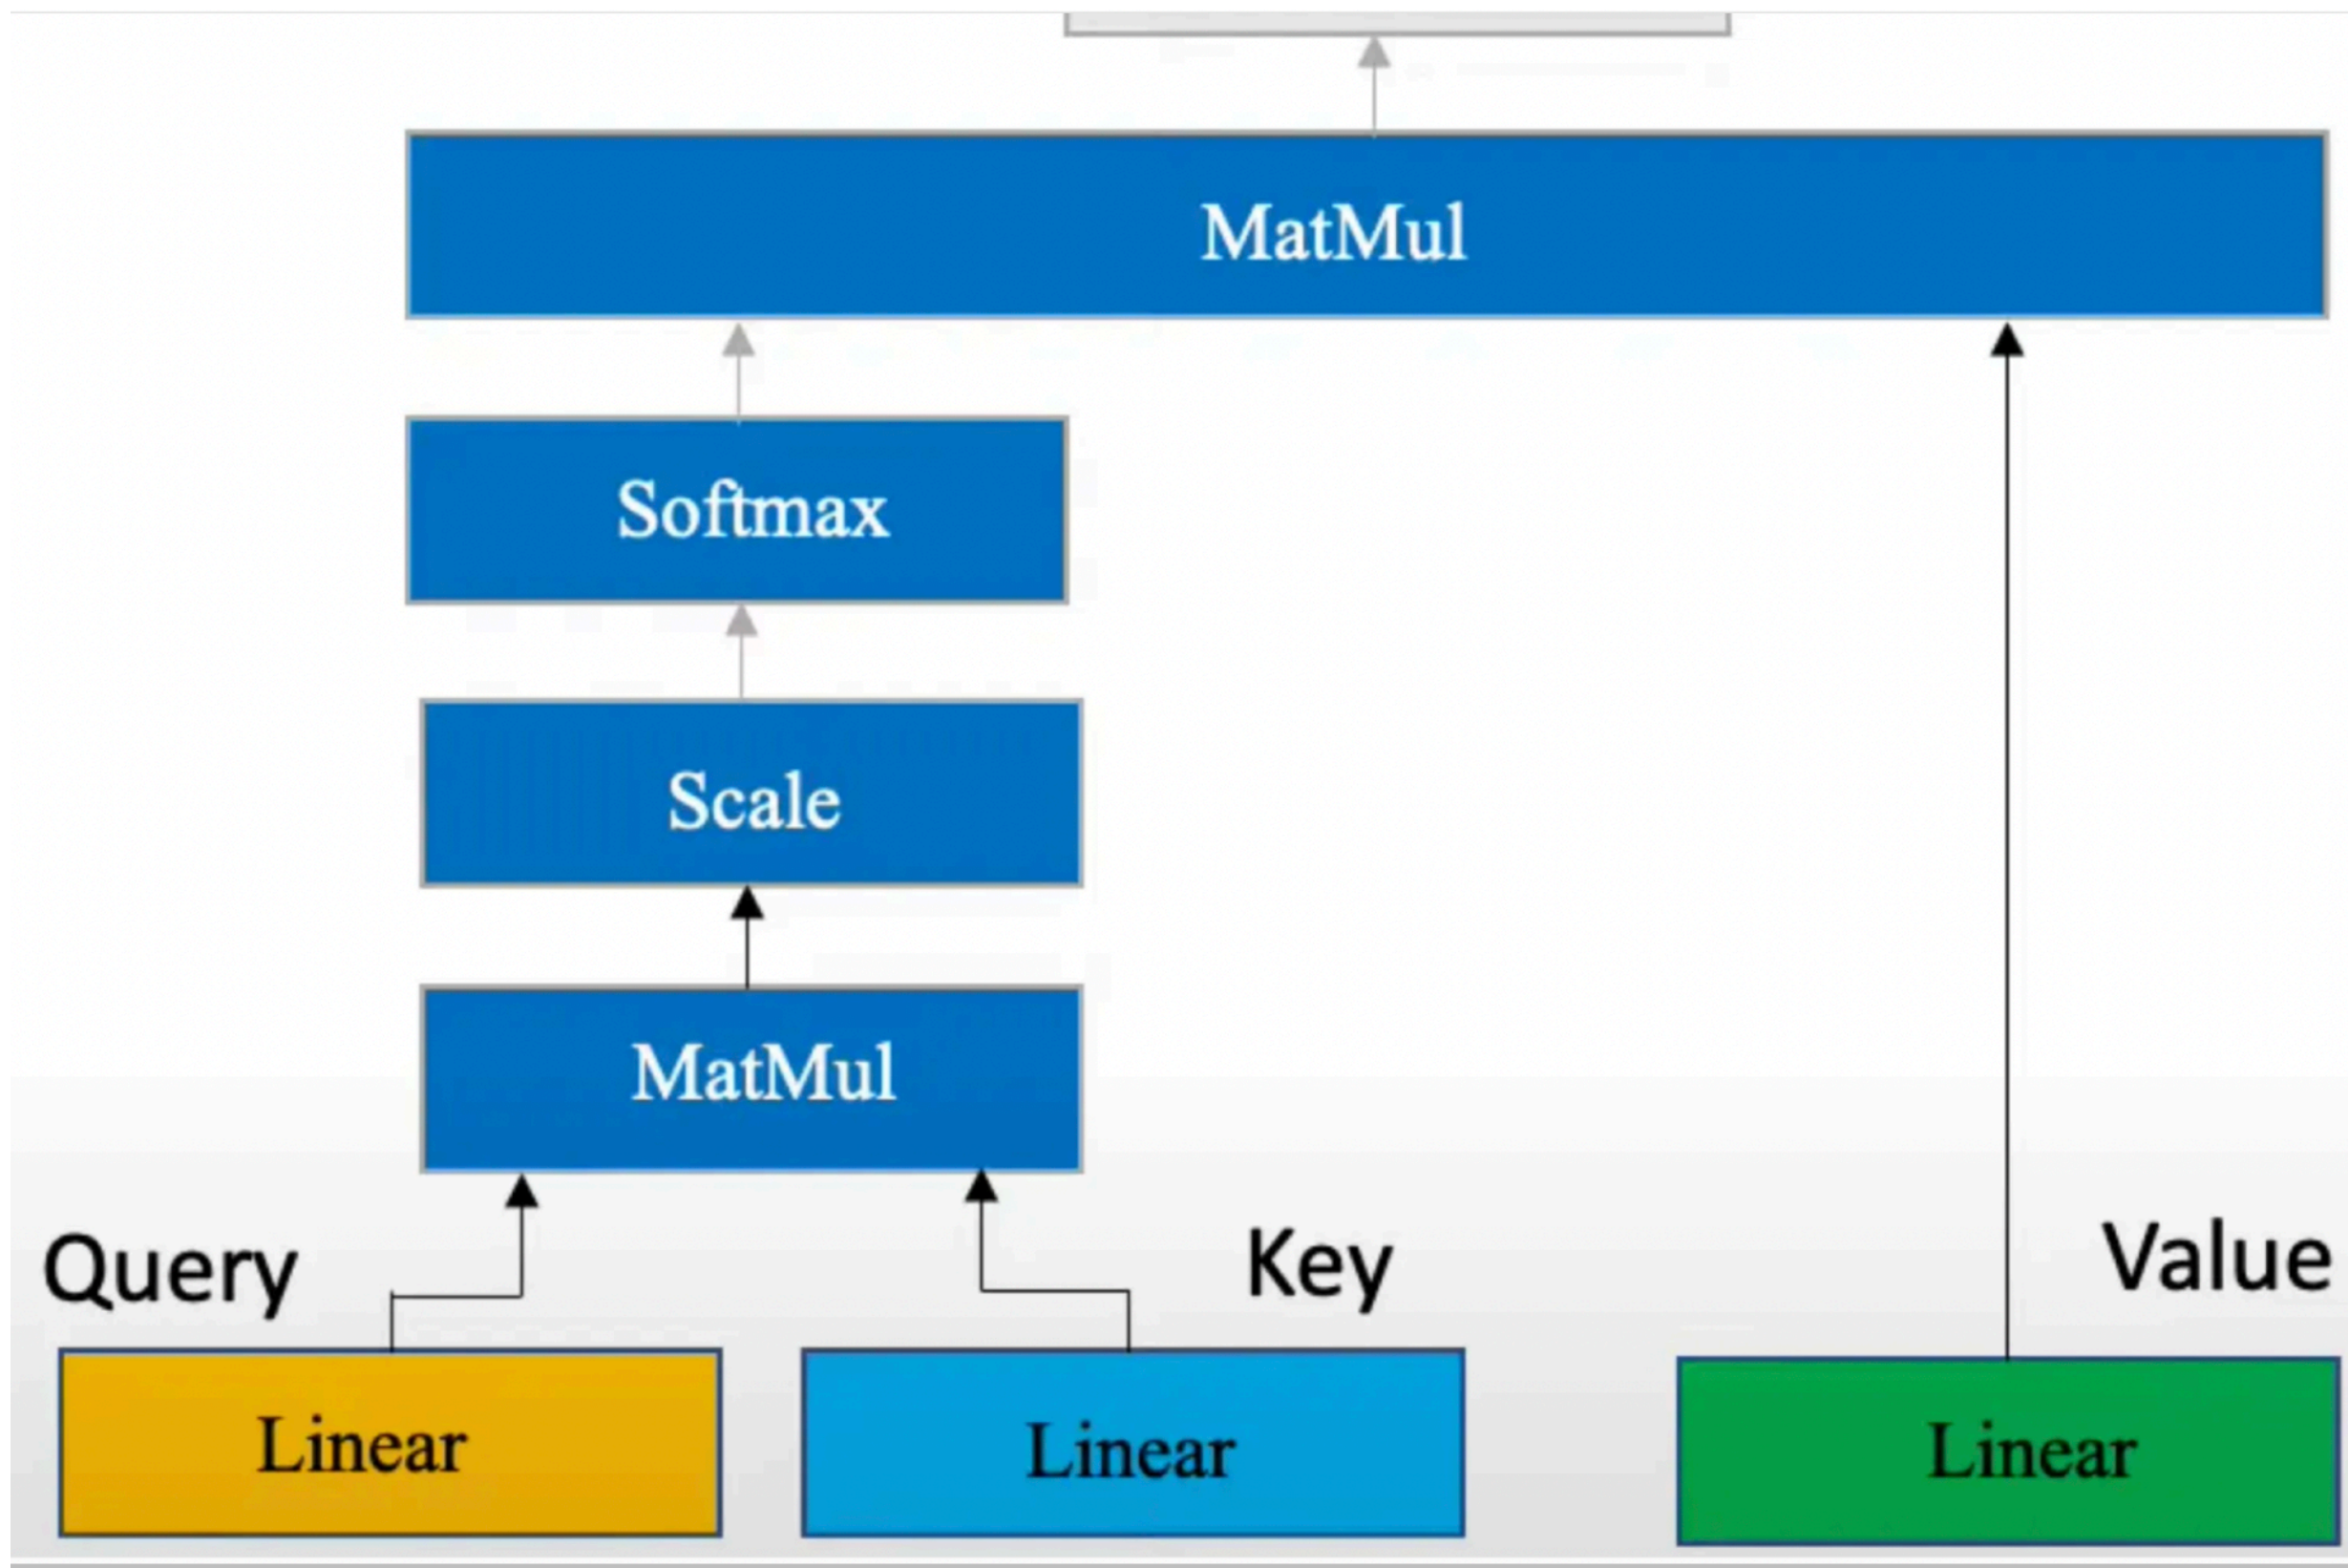 MatMul
Softmax
Scale
MatMul
Query
Key
Value
Linear
Linear
Linear